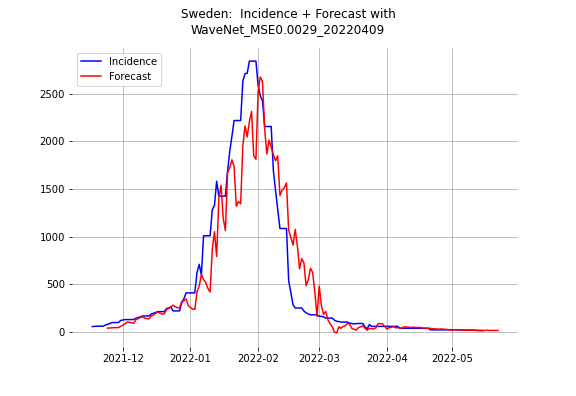 Sweden:  Incidence + Forecast with
WaveNet_MSE0.0029_20220409
Incidence
Forecast
2500
2000
1500
1000
500
0
2021-12 2022-01 2022-02 2022-03 2022-04 2022-05